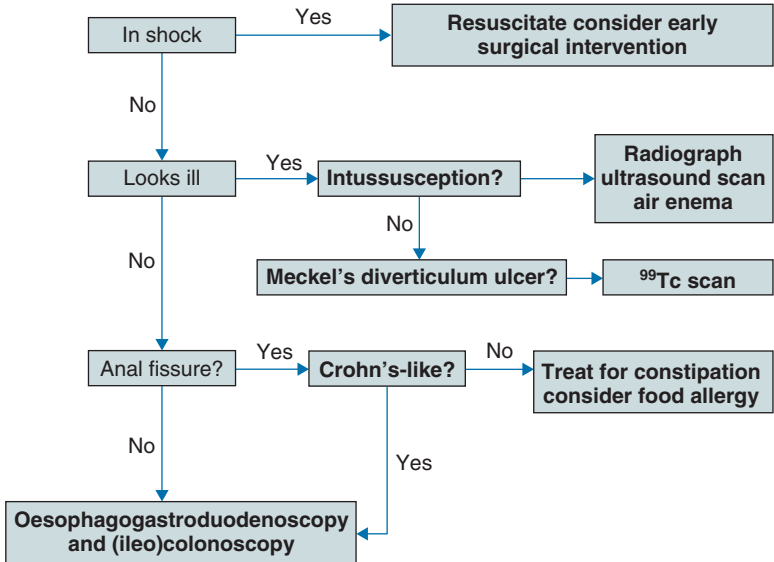 In shock
Yes
Resuscitate consider early
surgical intervention
No
Looks ill
Yes
Intussusception?
Radiograph
ultrasound scan
air enema
No
Meckel's diverticulum ulcer?
⁹⁹Tc scan
No
Anal fissure?
Yes
Crohn's-like?
No
Treat for constipation
consider food allergy
No
Yes
Oesophagogastroduodenoscopy
and (ileo)colonoscopy